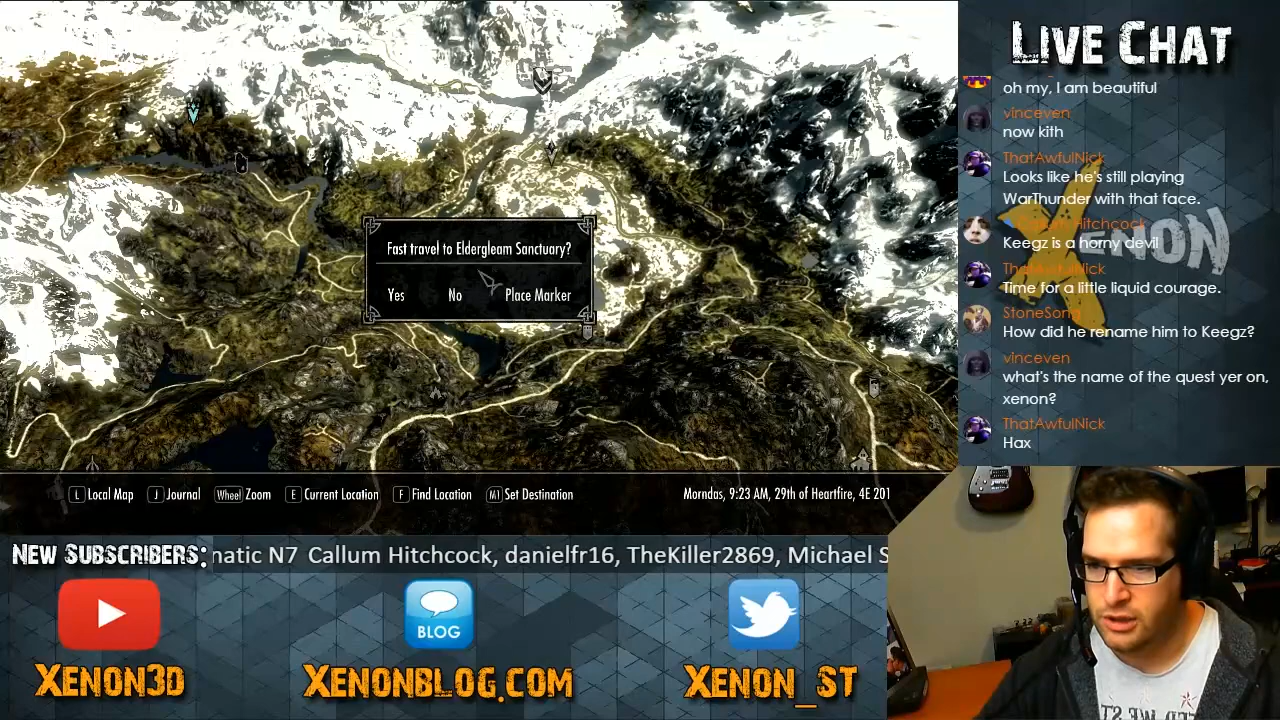 Fast travel to Eldergleam Sanctuary?
Yes No Place Marker
L Local Map J Journal Wheel Zoom E Current Location F Find Location M1 Set Destination
Morndas, 9:23 AM, 29th of Heartfire, 4E 201
LIVE CHAT
oh my, I am beautiful
vinceven
now kith
ThatAwfulNick
Looks like he's still playing
WarThunder with that face.
Hitchcock
Keegz is a horny devil
ThatAwfulNick
Time for a little liquid courage.
StoneSong
How did he rename him to Keegz?
vinceven
what's the name of the quest yer on,
xenon?
ThatAwfulNick
Hax
XENON
NEW SUBSCRIBERS: natic N7 Callum Hitchcock, danielfr16, TheKiller2869, Michael S
BLOG
XENON3D XENONBLOG.COM XENON_ST